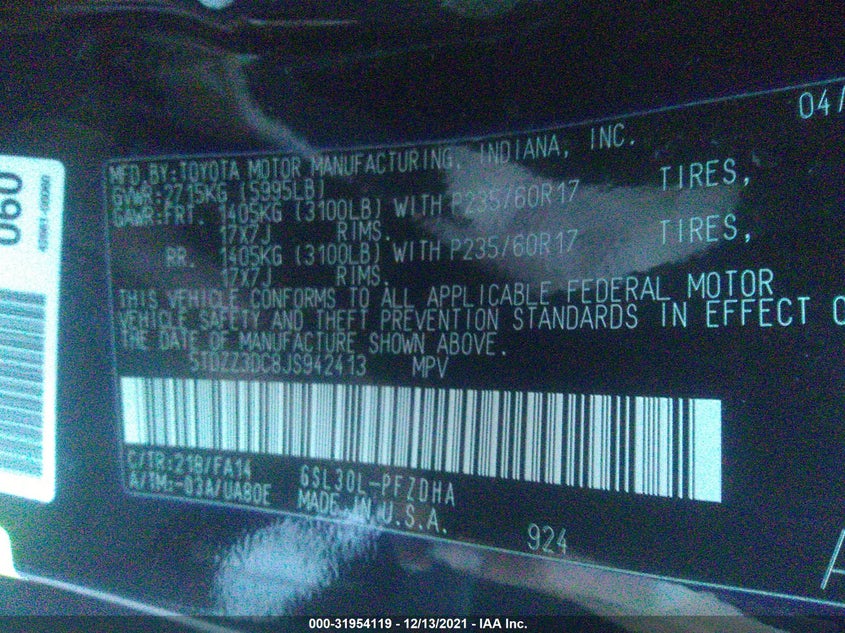 04/
MFD BY:TOYOTA MOTOR MANUFACTURING, INDIANA, INC.
GVWR:2715KG (5995LB)
GAWR:FRT. 1405KG (3100LB) WITH P235/60R17 TIRES,
17X7J RIMS.
RR. 1405KG (3100LB) WITH P235/60R17 TIRES,
17X7J RIMS.
THIS VEHICLE CONFORMS TO ALL APPLICABLE FEDERAL MOTOR
VEHICLE SAFETY AND THEFT PREVENTION STANDARDS IN EFFECT O
THE DATE OF MANUFACTURE SHOWN ABOVE.
5TDZZ3DC8JS942413 MPV
C/TR:218/FA14 GSL30L-PFZDHA
A/TM:-03A/UA80E MADE IN U.S.A.
924
060
000-31954119 - 12/13/2021 - IAA Inc.